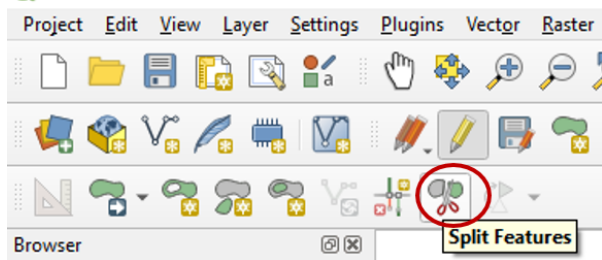 Project Edit View Layer Settings Plugins Vector Raster
a
Split Features
Browser